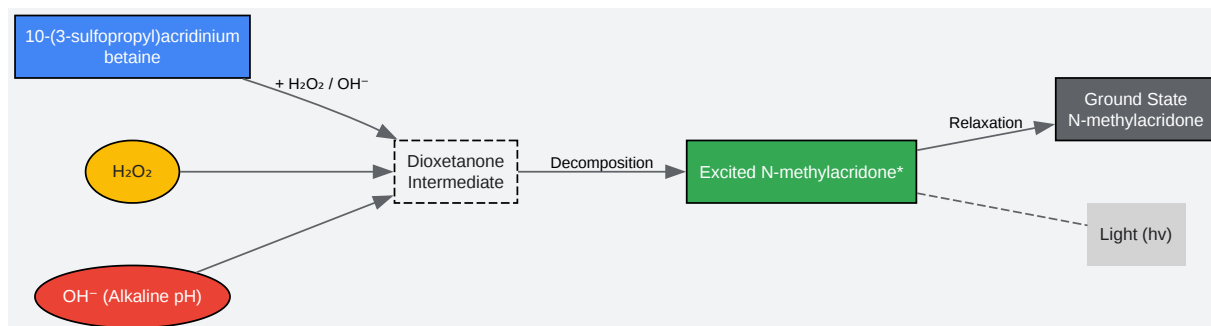 10-(3-sulfopropyl)acridinium
betaine
+ H₂O₂ / OH⁻
H₂O₂
OH⁻ (Alkaline pH)
Dioxetanone
Intermediate
Decomposition
Excited N-methylacridone*
Relaxation
Ground State
N-methylacridone
Light (hv)